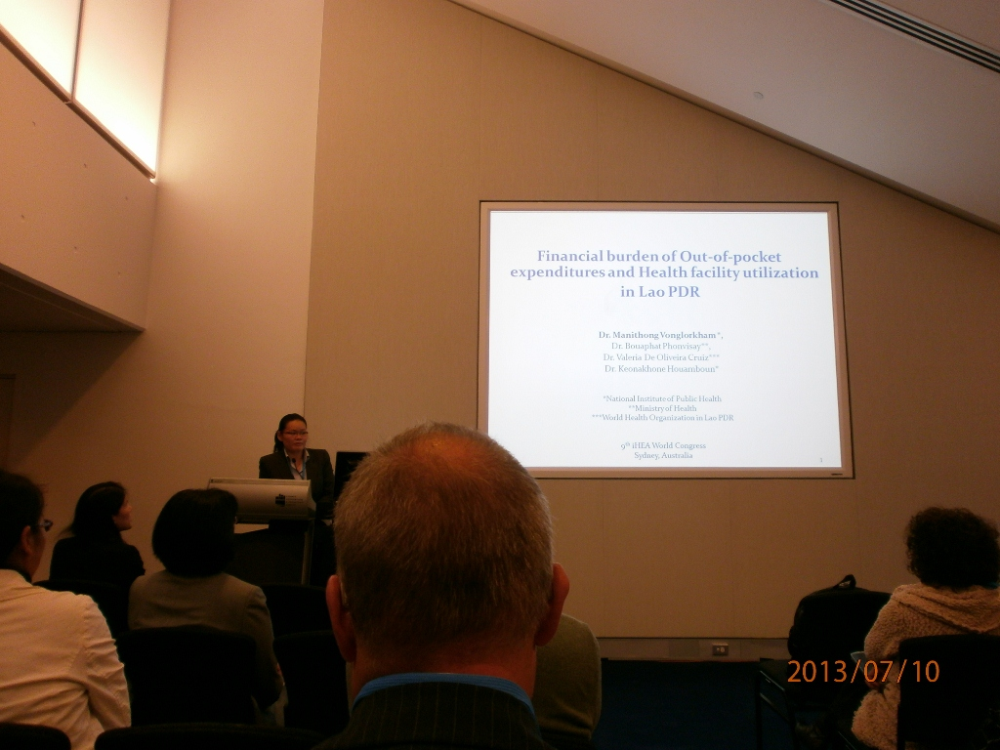 Financial burden of Out-of-pocket
expenditures and Health facility utilization
in Lao PDR
Dr. Manithong Vonglorkham*,
Dr. Bouaphat Phonvisay**,
Dr. Valeria De Oliveira Cruiz***
Dr. Keonakhone Houamboun*
*National Institute of Public Health
**Ministry of Health
***World Health Organization in Lao PDR
9th iHEA World Congress
Sydney, Australia
1
2013/07/10